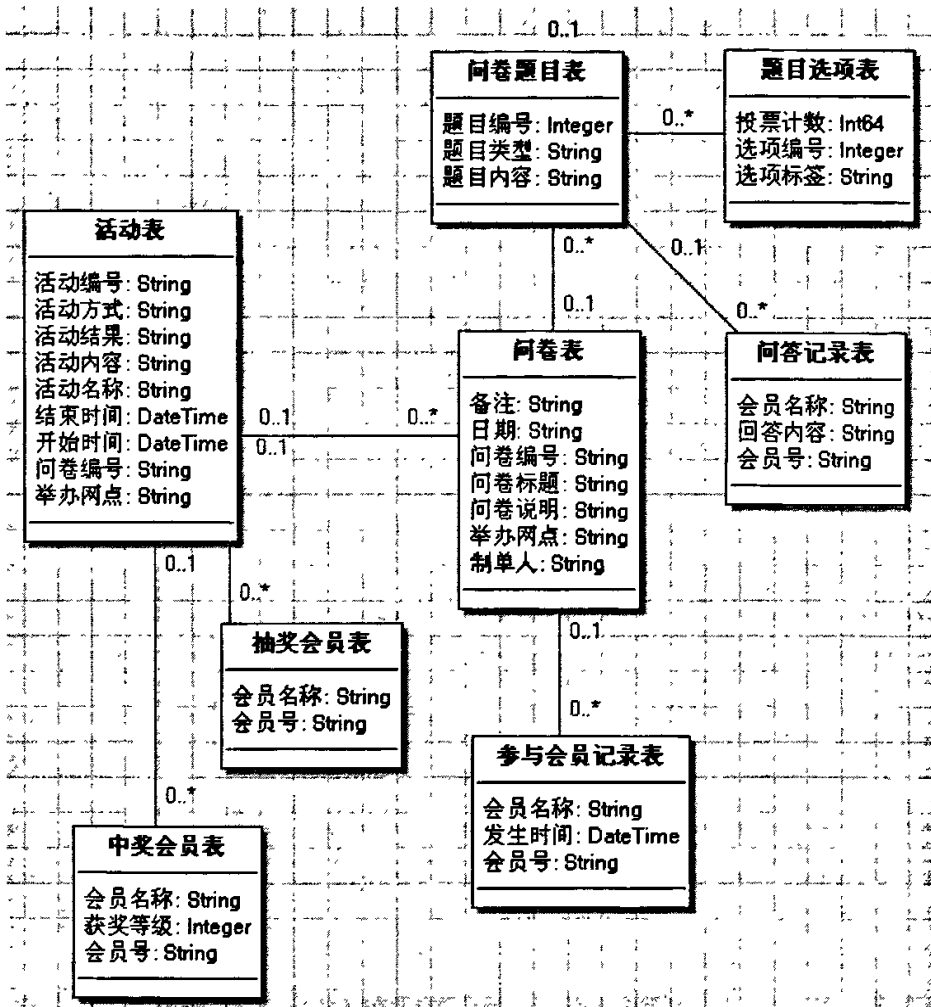 0..1
问卷题目表
题目编号: Integer
题目类型: String
题目内容: String
0..*
题目选项表
投票计数: Int64
选项编号: Integer
选项标签: String
活动表
活动编号: String
活动方式: String
活动结果: String
活动内容: String
活动名称: String
结束时间: DateTime
开始时间: DateTime
问卷编号: String
举办网点: String
0..*
0..1
0..1
0..*
问卷表
备注: String
日期: String
问卷编号: String
问卷标题: String
问卷说明: String
举办网点: String
制单人: String
问答记录表
会员名称: String
回答内容: String
会员号: String
0..1
0..*
0..1
0..1
0..*
抽奖会员表
会员名称: String
会员号: String
0..1
0..*
参与会员记录表
会员名称: String
发生时间: DateTime
会员号: String
0..*
中奖会员表
会员名称: String
获奖等级: Integer
会员号: String